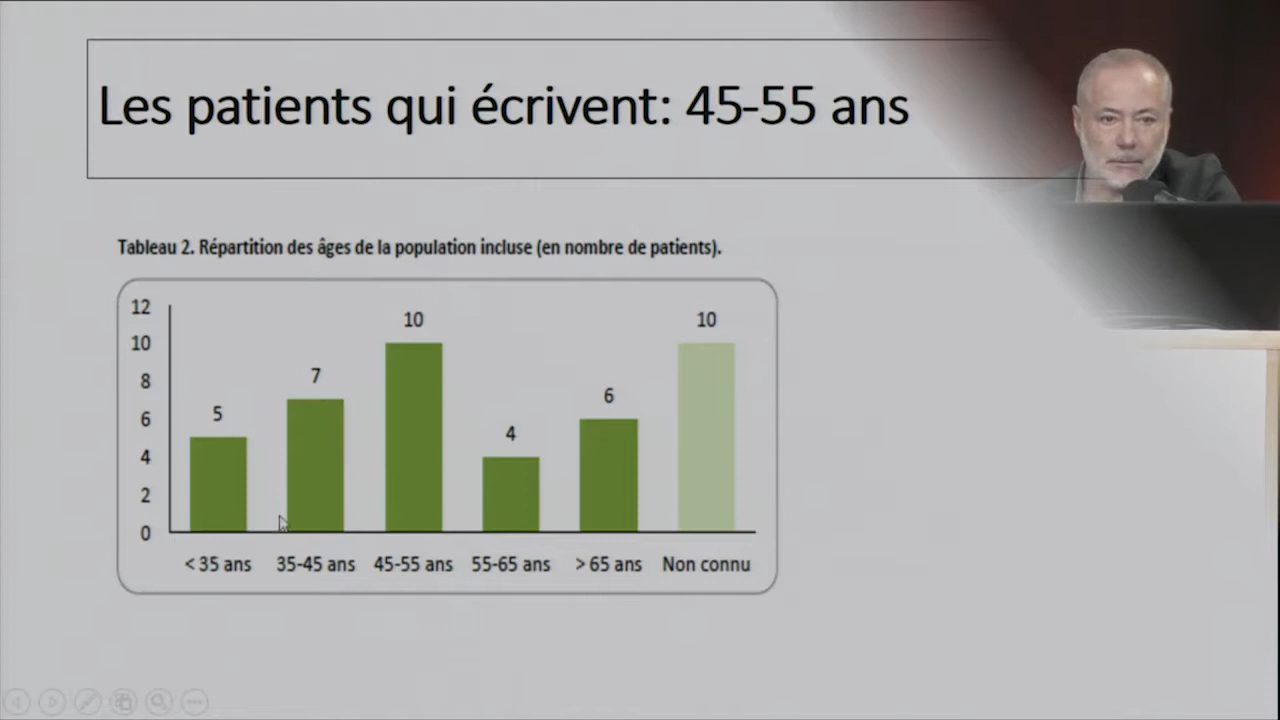 Les patients qui écrivent: 45-55 ans
Tableau 2. Répartition des âges de la population incluse (en nombre de patients).
12
10
8
6
4
2
0
5
7
10
4
6
10
< 35 ans
35-45 ans
45-55 ans
55-65 ans
> 65 ans
Non connu